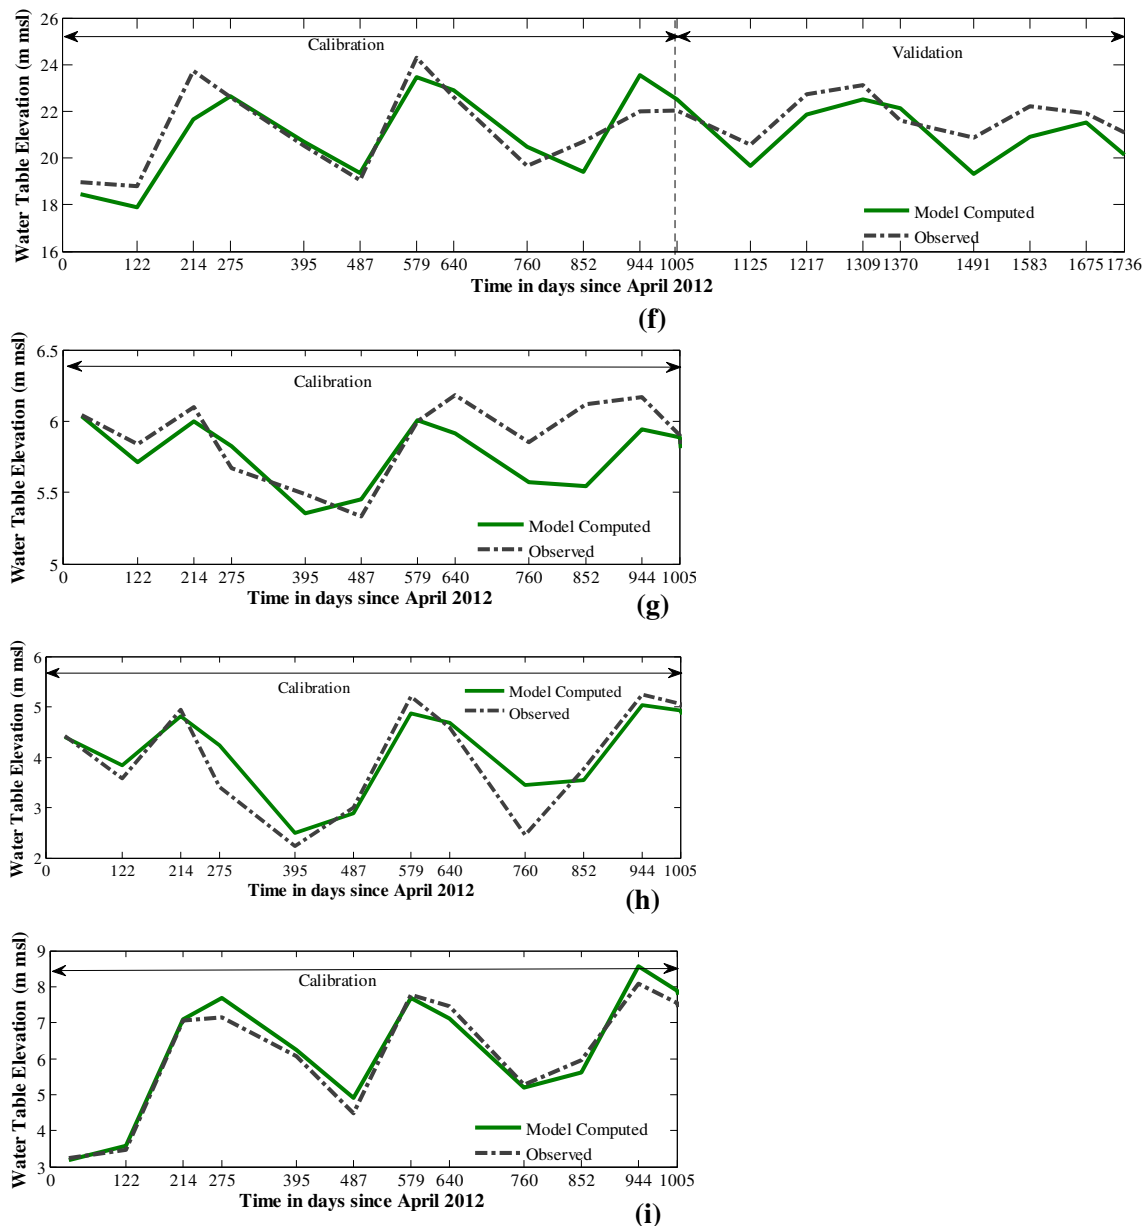 26
24
22
20
18
16
Water Table Elevation (m msl)
Calibration
Validation
Model Computed
Observed
0 122 214 275 395 487 579 640 760 852 944 1005 1125 1217 1309 1370 1491 1583 1675 1736
Time in days since April 2012
(f)
6.5
6
5.5
5
Water Table Elevation (m msl)
Calibration
Model Computed
Observed
0 122 214 275 395 487 579 640 760 852 944 1005
Time in days since April 2012
(g)
6
5
4
3
2
Water Table Elevation (m msl)
Calibration
Model Computed
Observed
0 122 214 275 395 487 579 640 760 852 944 1005
Time in days since April 2012
(h)
9
8
7
6
5
4
3
Water Table Elevation (m msl)
Calibration
Model Computed
Observed
0 122 214 275 395 487 579 640 760 852 944 1005
Time in days since April 2012
(i)